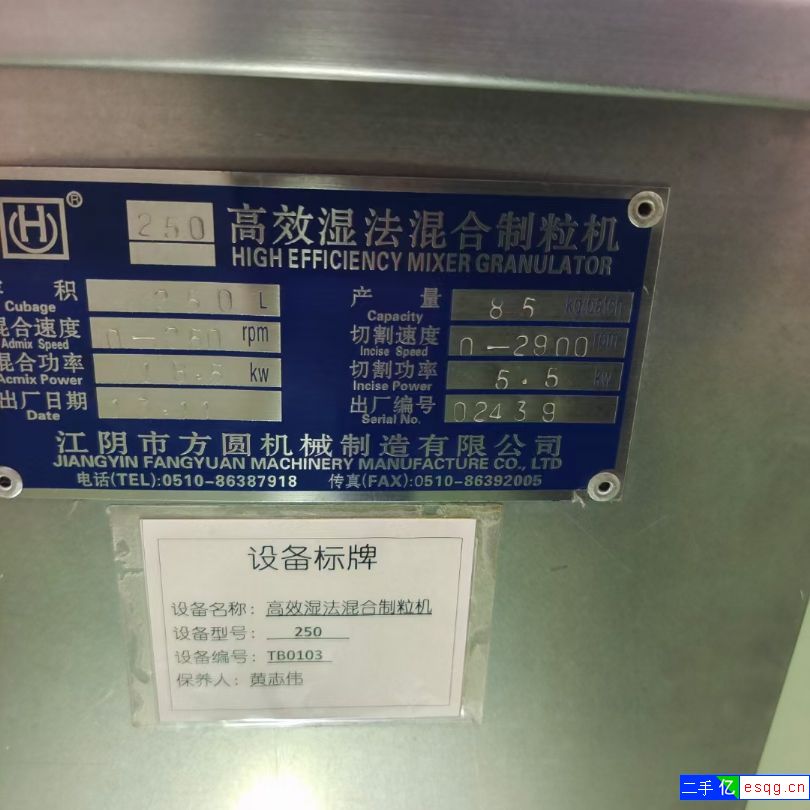 H ®
250 高效湿法混合制粒机
HIGH EFFICIENCY MIXER GRANULATOR
积 250 L
Cubage
产量 85 kg/batch
Capacity
混合速度 rpm
Admix Speed
切割速度 0-2900 rpm
Incise Speed
混合功率 18.5 kw
Acmix Power
切割功率 5.5 kw
Incise Power
出厂日期
Date
出厂编号 02439
Serial No.
江阴市方圆机械制造有限公司
JIANGYIN FANGYUAN MACHINERY MANUFACTURE CO., LTD
电话(TEL):0510-86387918 传真(FAX):0510-86392005
设备标牌
设备名称：高效湿法混合制粒机
设备型号：250
设备编号：TB0103
保养人：黄志伟
二手亿 esqg.cn